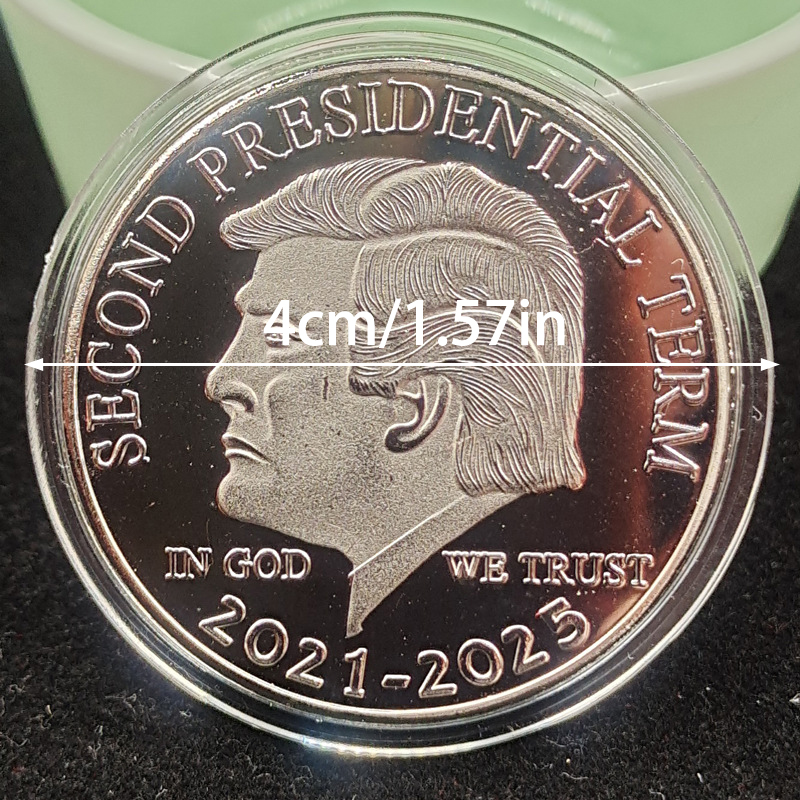 SECOND PRESIDENTIAL TERM
4cm/1.57in
IN GOD WE TRUST
2021-2025